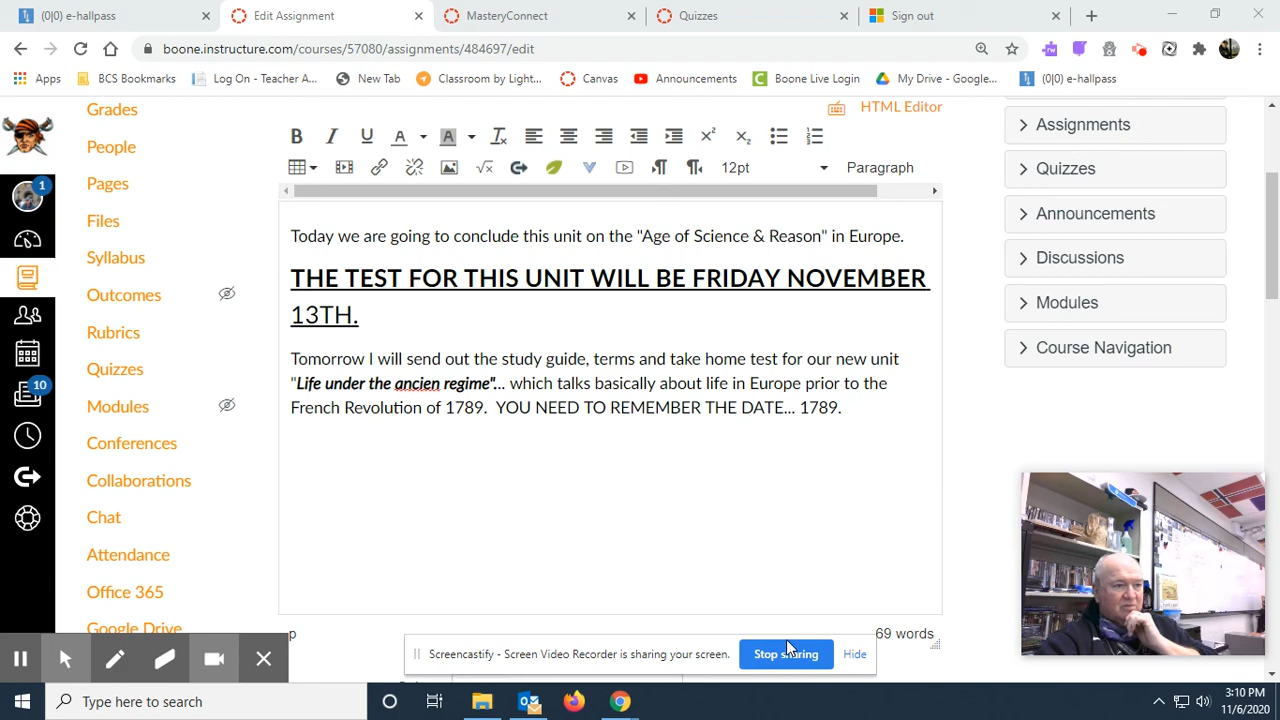 (0|0) e-hallpass
Edit Assignment
MasteryConnect
Quizzes
Sign out
boone.instructure.com/courses/57080/assignments/484697/edit
Apps
BCS Bookmarks
Log On - Teacher A...
New Tab
Classroom by Light...
Canvas
Announcements
Boone Live Login
My Drive - Google...
(0|0) e-hallpass
1
10
Grades
People
Pages
Files
Syllabus
Outcomes
Rubrics
Quizzes
Modules
Conferences
Collaborations
Chat
Attendance
Office 365
Google Drive
HTML Editor
12pt
Paragraph
Today we are going to conclude this unit on the "Age of Science & Reason" in Europe.
THE TEST FOR THIS UNIT WILL BE FRIDAY NOVEMBER
13TH.
Tomorrow I will send out the study guide, terms and take home test for our new unit
"Life under the ancien regime"... which talks basically about life in Europe prior to the
French Revolution of 1789.  YOU NEED TO REMEMBER THE DATE... 1789.
p
69 words
Assignments
Quizzes
Announcements
Discussions
Modules
Course Navigation
Screencastify - Screen Video Recorder is sharing your screen.
Stop sharing
Hide
Type here to search
3:10 PM
11/6/2020